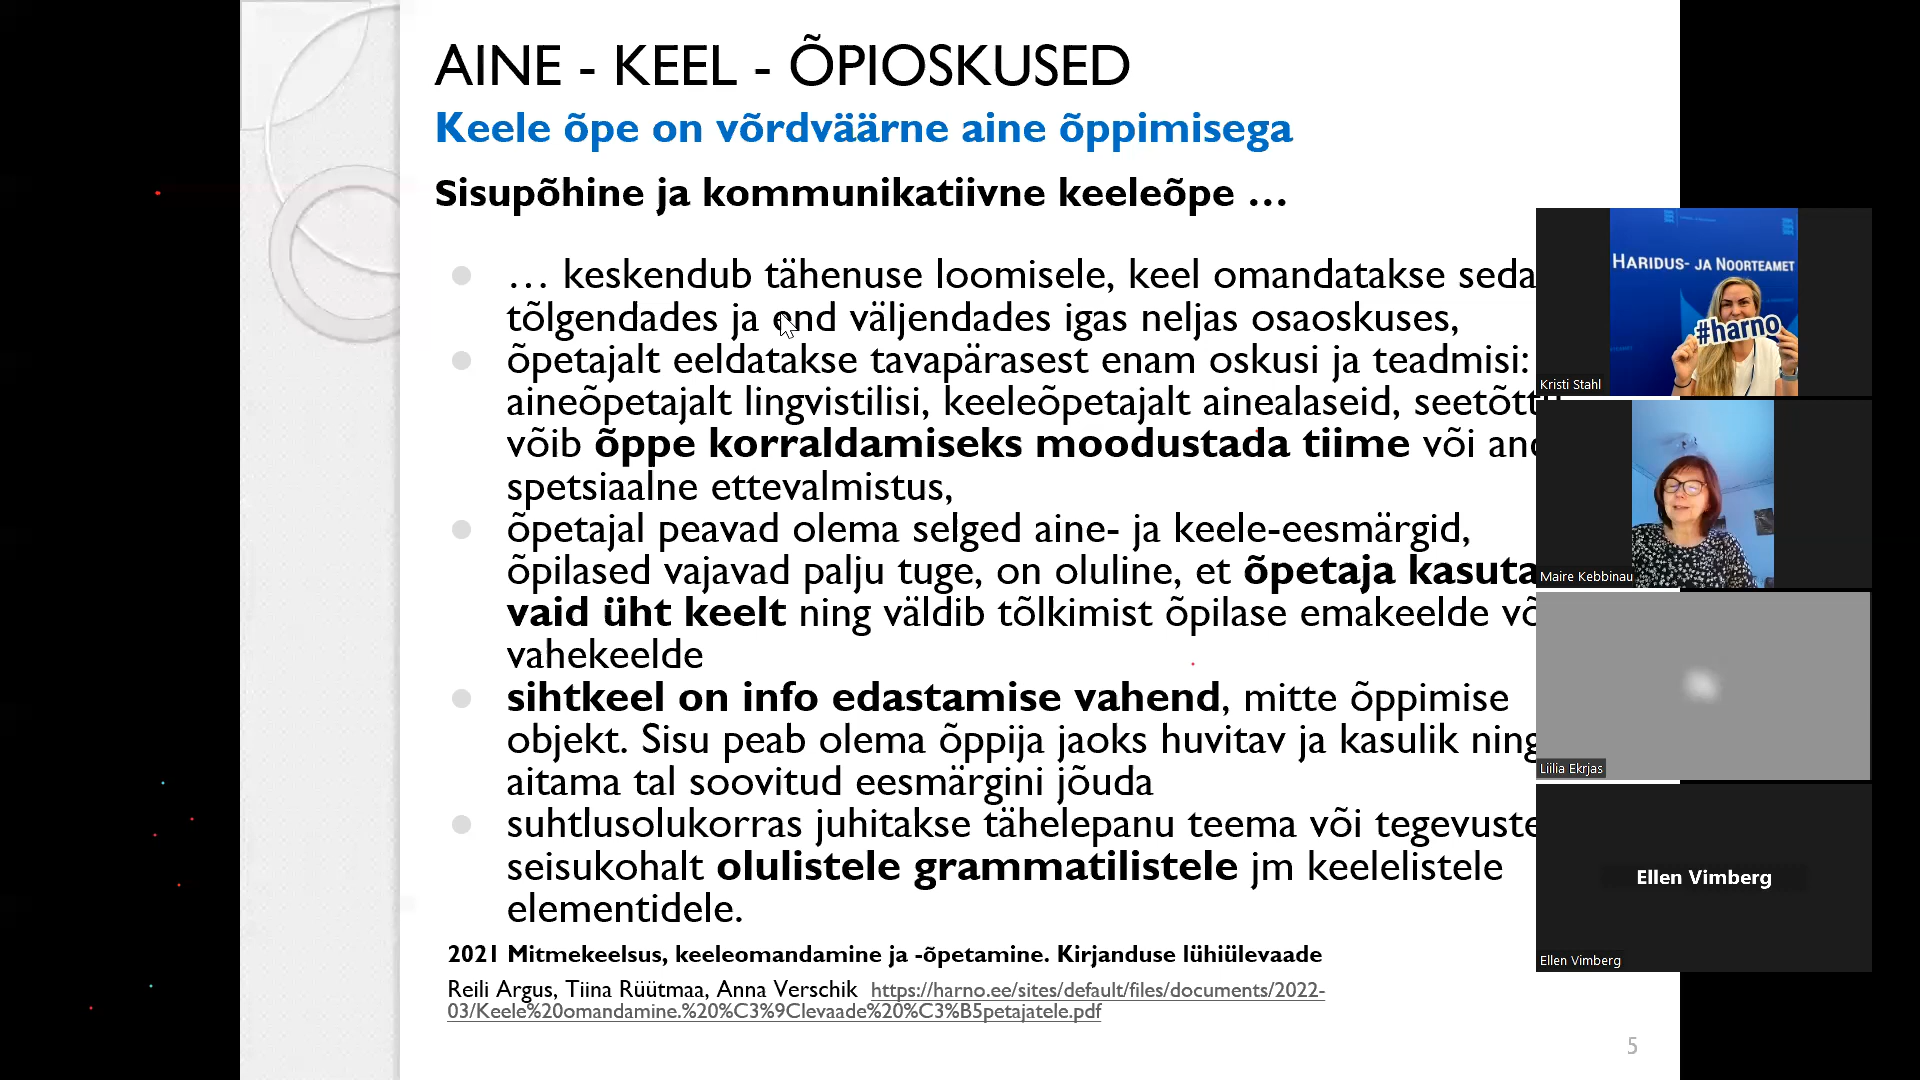 AINE - KEEL - ÕPIOSKUSED
Keele õpe on võrdväärne aine õppimisega
Sisupõhine ja kommunikatiivne keeleõpe …
… keskendub tähenuse loomisele, keel omandatakse seda
tõlgendades ja end väljendades igas neljas osaoskuses,
õpetajalt eeldatakse tavapärasest enam oskusi ja teadmisi:
aineõpetajalt lingvistilisi, keeleõpetajalt ainealaseid, seetõttu
võib õppe korraldamiseks moodustada tiime või
spetsiaalne ettevalmistus,
õpetajal peavad olema selged aine- ja keele-eesmärgid,
õpilased vajavad palju tuge, on oluline, et õpetaja
vaid üht keelt ning väldib tõlkimist õpilase emakeelde
vahekeelde
sihtkeel on info edastamise vahend, mitte õppimise
objekt. Sisu peab olema õppija jaoks huvitav ja kasulik ning
aitama tal soovitud eesmärgini jõuda
suhtlusolukorras juhitakse tähelepanu teema või tegevuste
seisukohalt olulistele grammatilistele jm keelelistele
elementidele.
2021 Mitmekeelsus, keeleomandamine ja -õpetamine. Kirjanduse lühiülevaade
Reili Argus, Tiina Rüütmaa, Anna Verschik https://harno.ee/sites/default/files/documents/2022-
03/Keele%20omandamine.%20%C3%9Clevaade%20%C3%B5petajatele.pdf
5
HARIDUS- JA NOORTEAMET
#harno
Kristi Stahl
Maire Kebbinau
Liilia Ekrjas
Ellen Vimberg
Ellen Vimberg